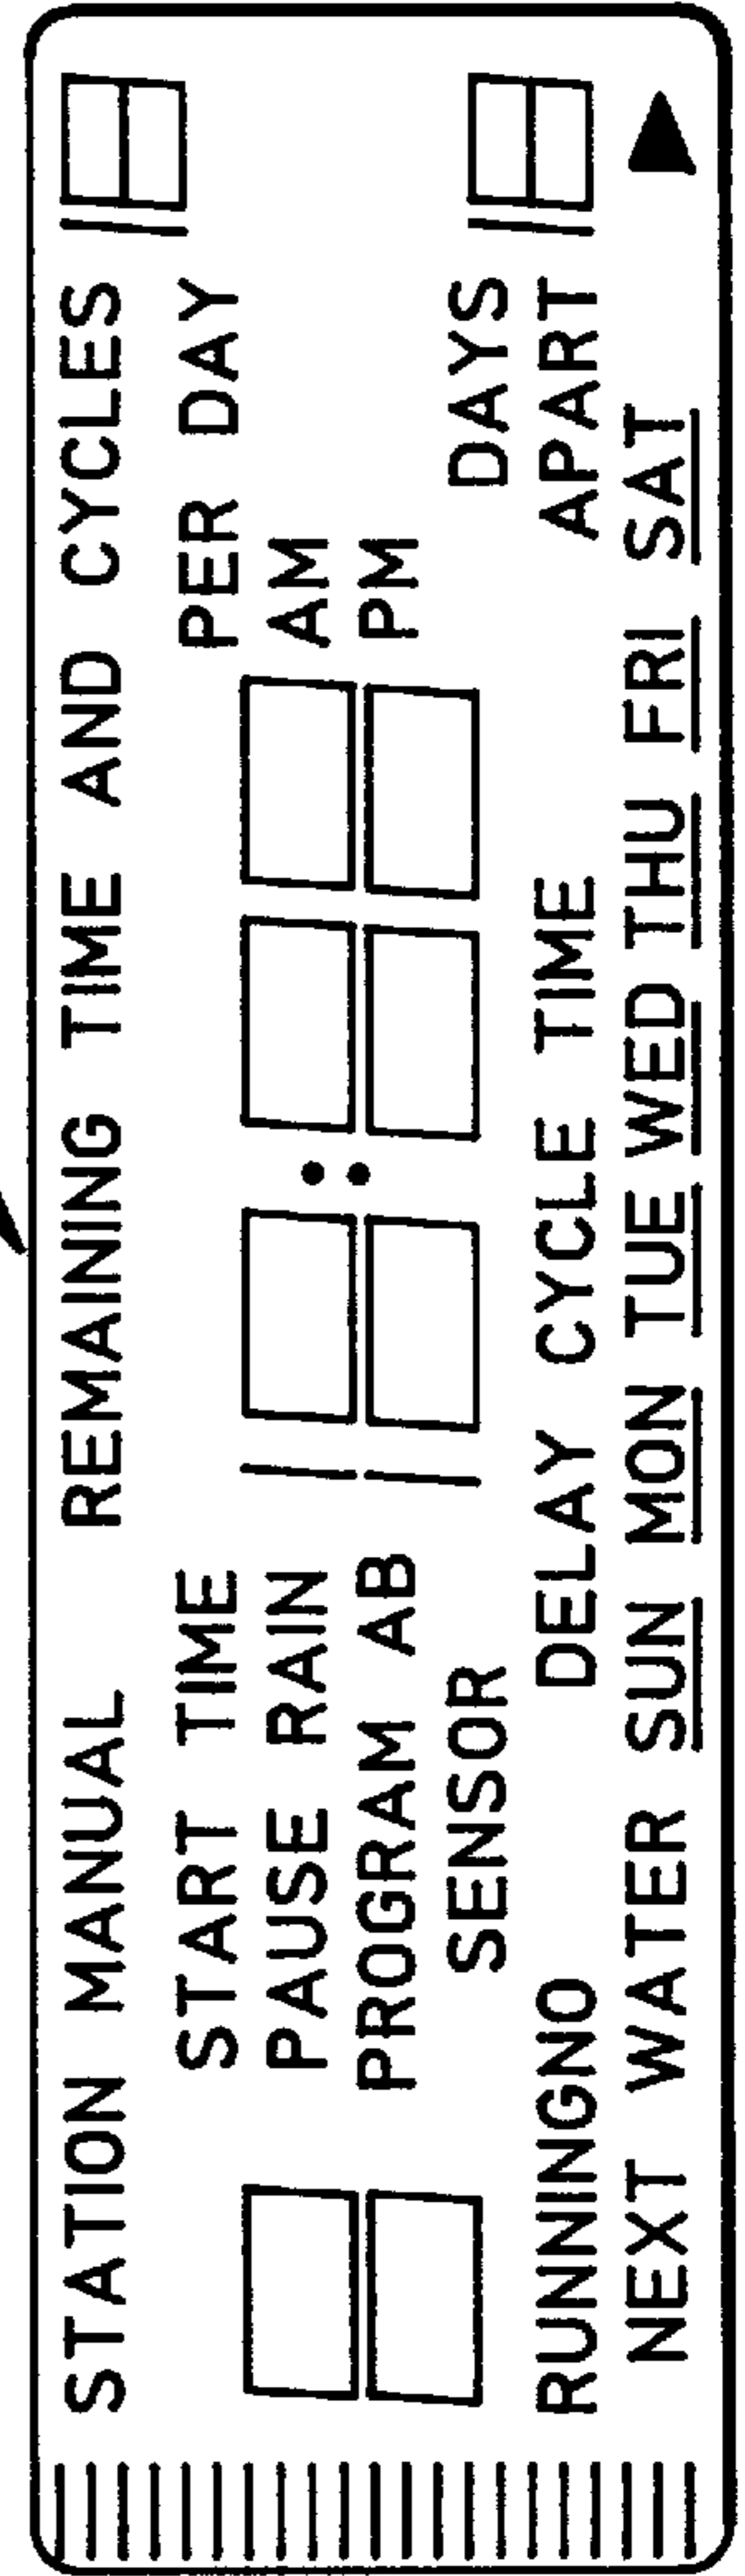 STATION MANUAL REMAINING TIME AND CYCLES
START TIME PER DAY
PAUSE RAIN AM
PROGRAM AB PM
SENSOR DAYS
RUNNINGNO DELAY CYCLE TIME APART
NEXT WATER SUN MON TUE WED THU FRI SAT